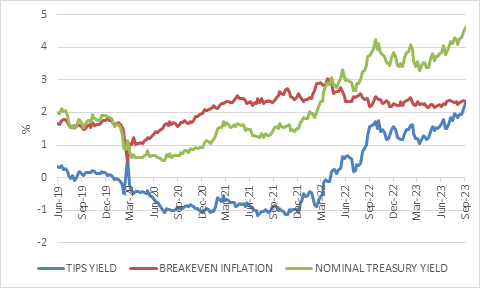 5
4
3
2
1
0
-1
-2
%
Jun-19
Sep-19
Dec-19
Mar-20
Jun-20
Sep-20
Dec-20
Mar-21
Jun-21
Sep-21
Dec-21
Mar-22
Jun-22
Sep-22
Dec-22
Mar-23
Jun-23
Sep-23
TIPS YIELD BREAKEVEN INFLATION NOMINAL TREASURY YIELD